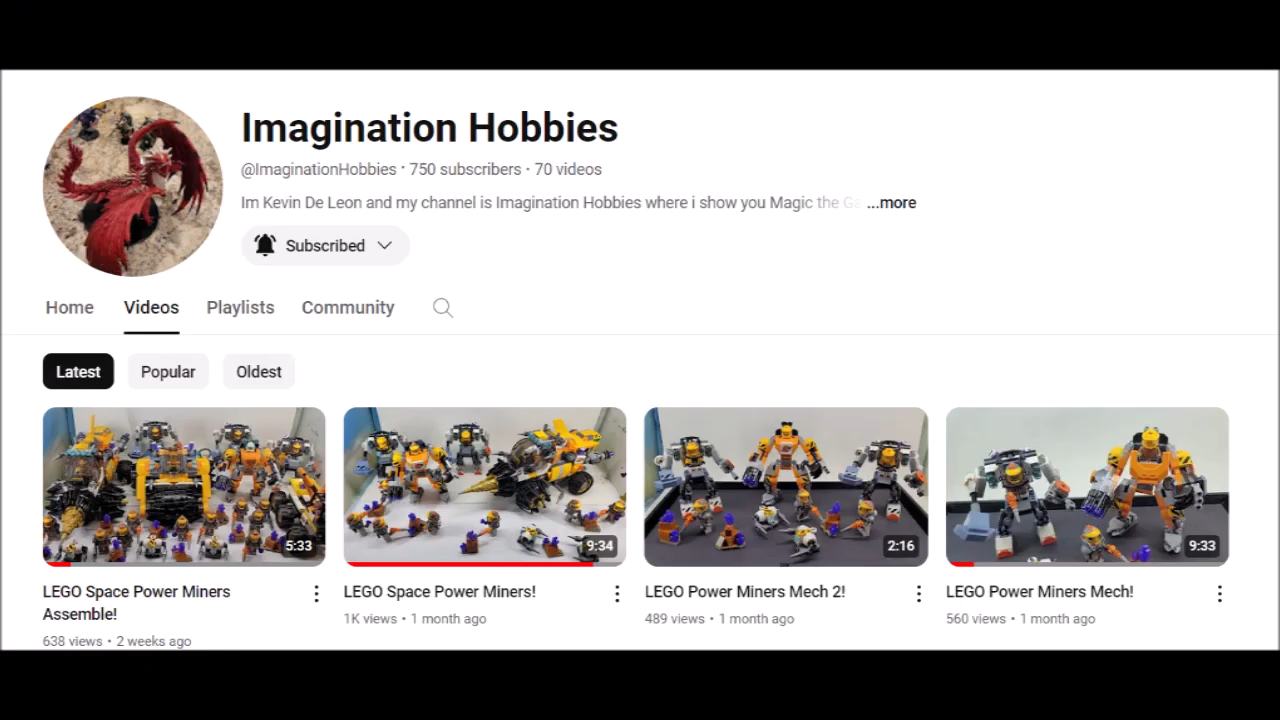 Imagination Hobbies
@ImaginationHobbies • 750 subscribers • 70 videos
Im Kevin De Leon and my channel is Imagination Hobbies where i show you Magic the Ga ...more
Subscribed
Home Videos Playlists Community
Latest Popular Oldest
5:33 9:34 2:16 9:33
LEGO Space Power Miners Assemble!
638 views • 2 weeks ago
LEGO Space Power Miners!
1K views • 1 month ago
LEGO Power Miners Mech 2!
489 views • 1 month ago
LEGO Power Miners Mech!
560 views • 1 month ago